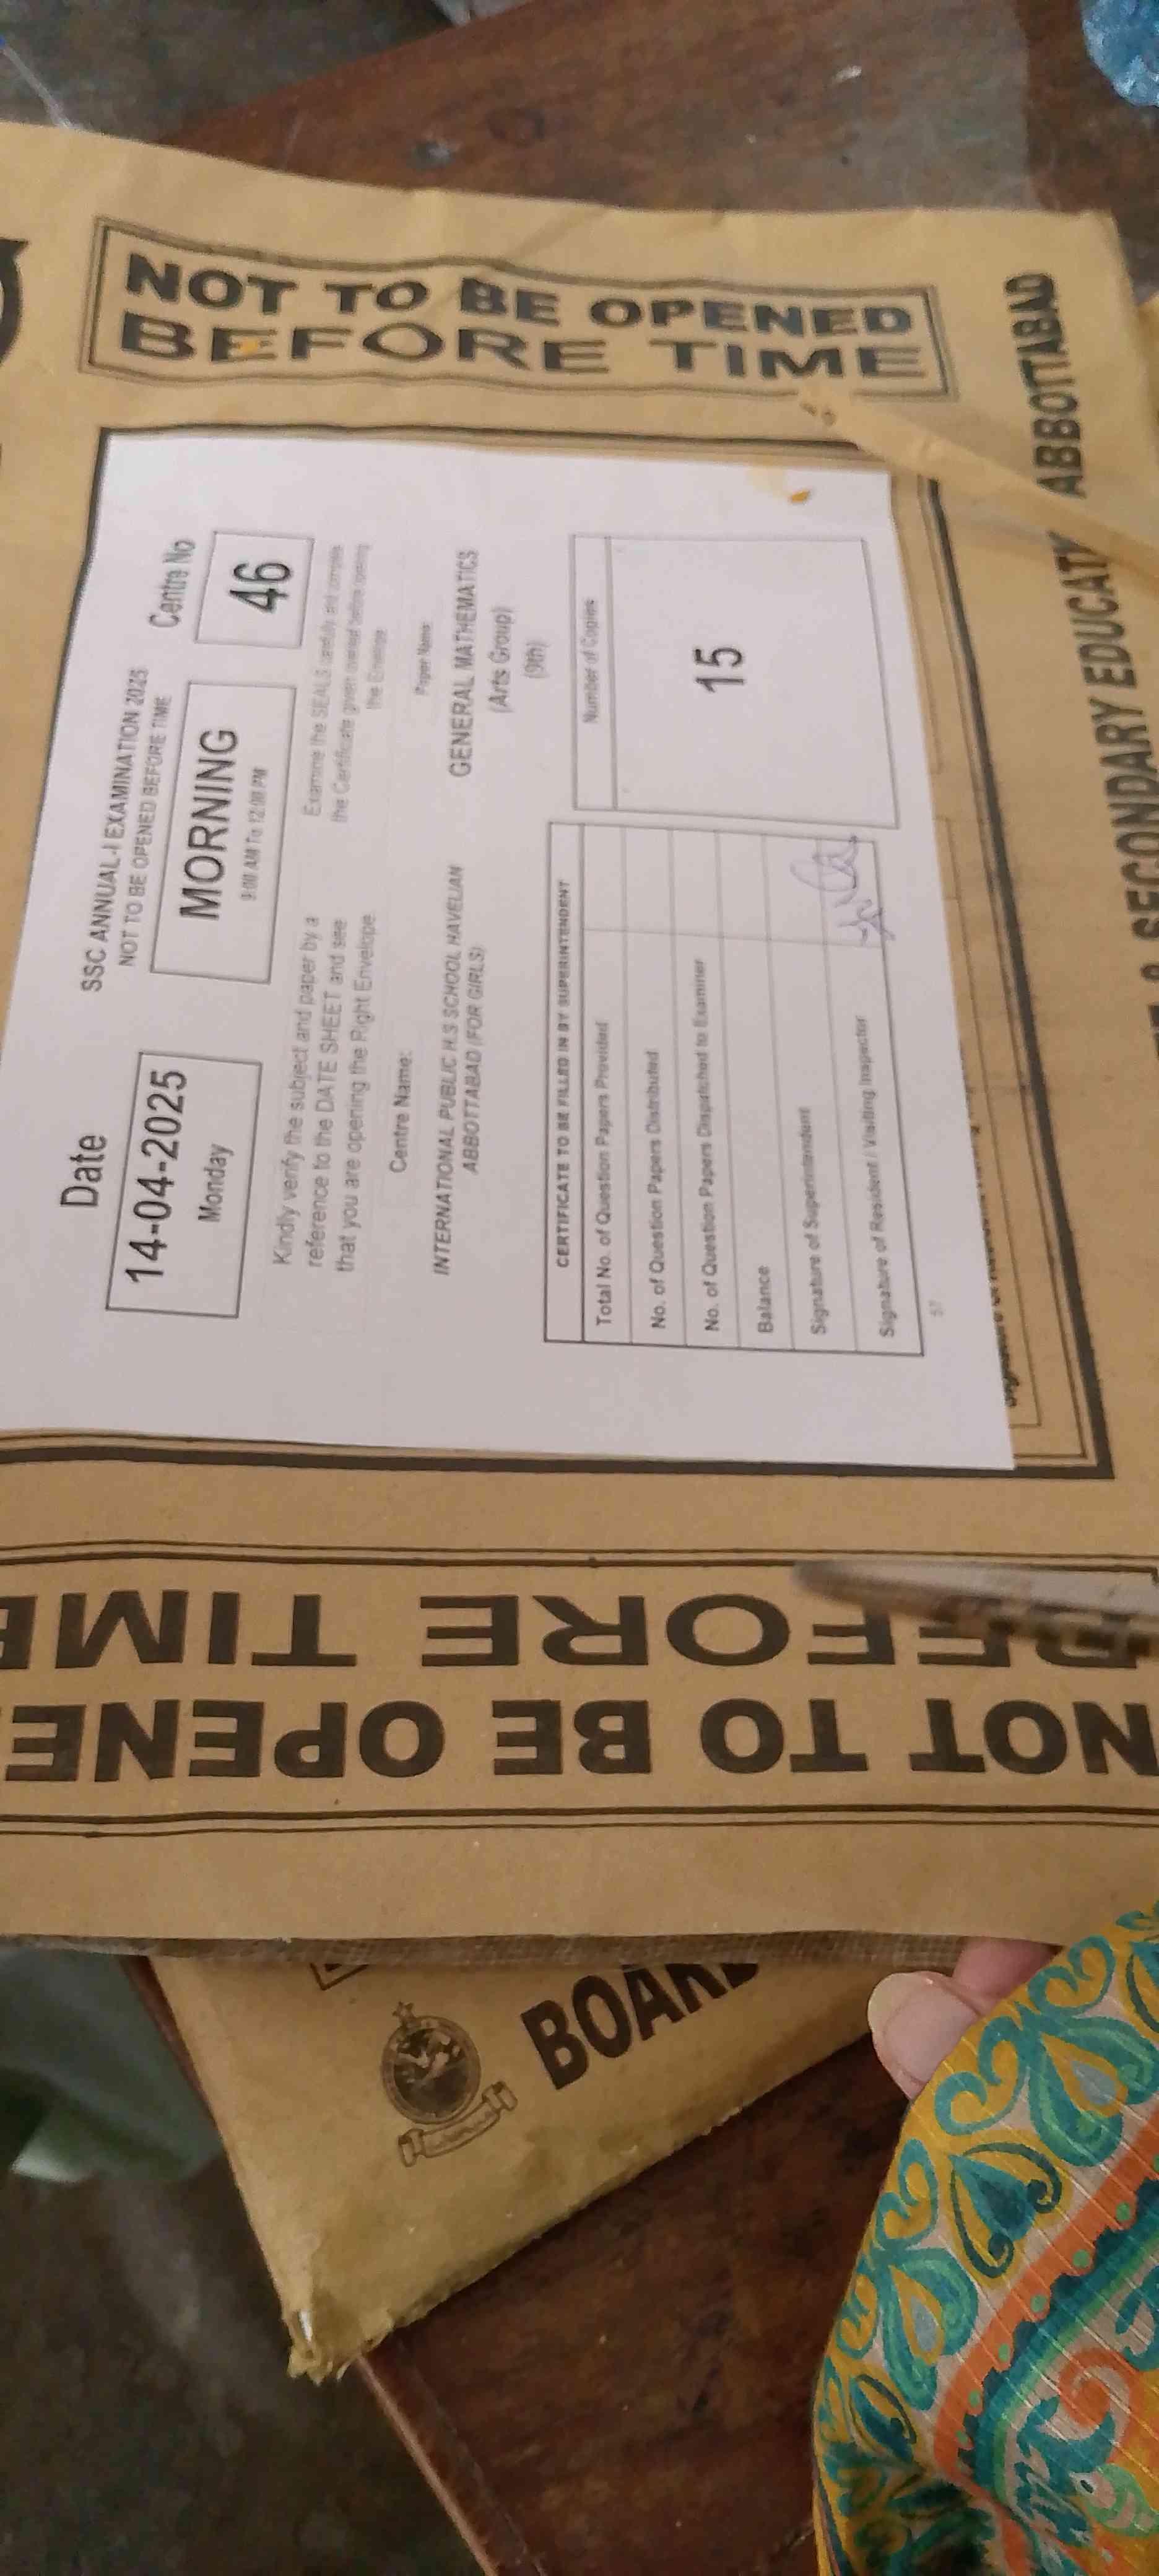 NOT TO BE OPENED
BEFORE TIME
SSC ANNUAL-I EXAMINATION 2025
NOT TO BE OPENED BEFORE TIME
Date
14-04-2025
Monday
MORNING
9:00 AM To 12:00 PM
Centre No
46
Kindly verify the subject and paper by a
reference to the DATE SHEET and see
that you are opening the Right Envelope
Examine the SEALS carefully and complete
the Certificate given overleaf before opening
the Envelope
Centre Name:
INTERNATIONAL PUBLIC H.S SCHOOL HAVELIAN
ABBOTTABAD (FOR GIRLS)
Paper Name:
GENERAL MATHEMATICS
(Arts Group)
(9th)
CERTIFICATE TO BE FILLED IN BY SUPERINTENDENT
Total No. of Question Papers Provided
No. of Question Papers Distributed
No. of Question Papers Dispatched to Examiner
Balance
Signature of Superintendent
Signature of Resident / Visiting Inspector
Number of Copies
15
57
& SECONDARY EDUCATI ABBOTTABAD
NOT TO BE OPENE
BEFORE TIME
BOARD